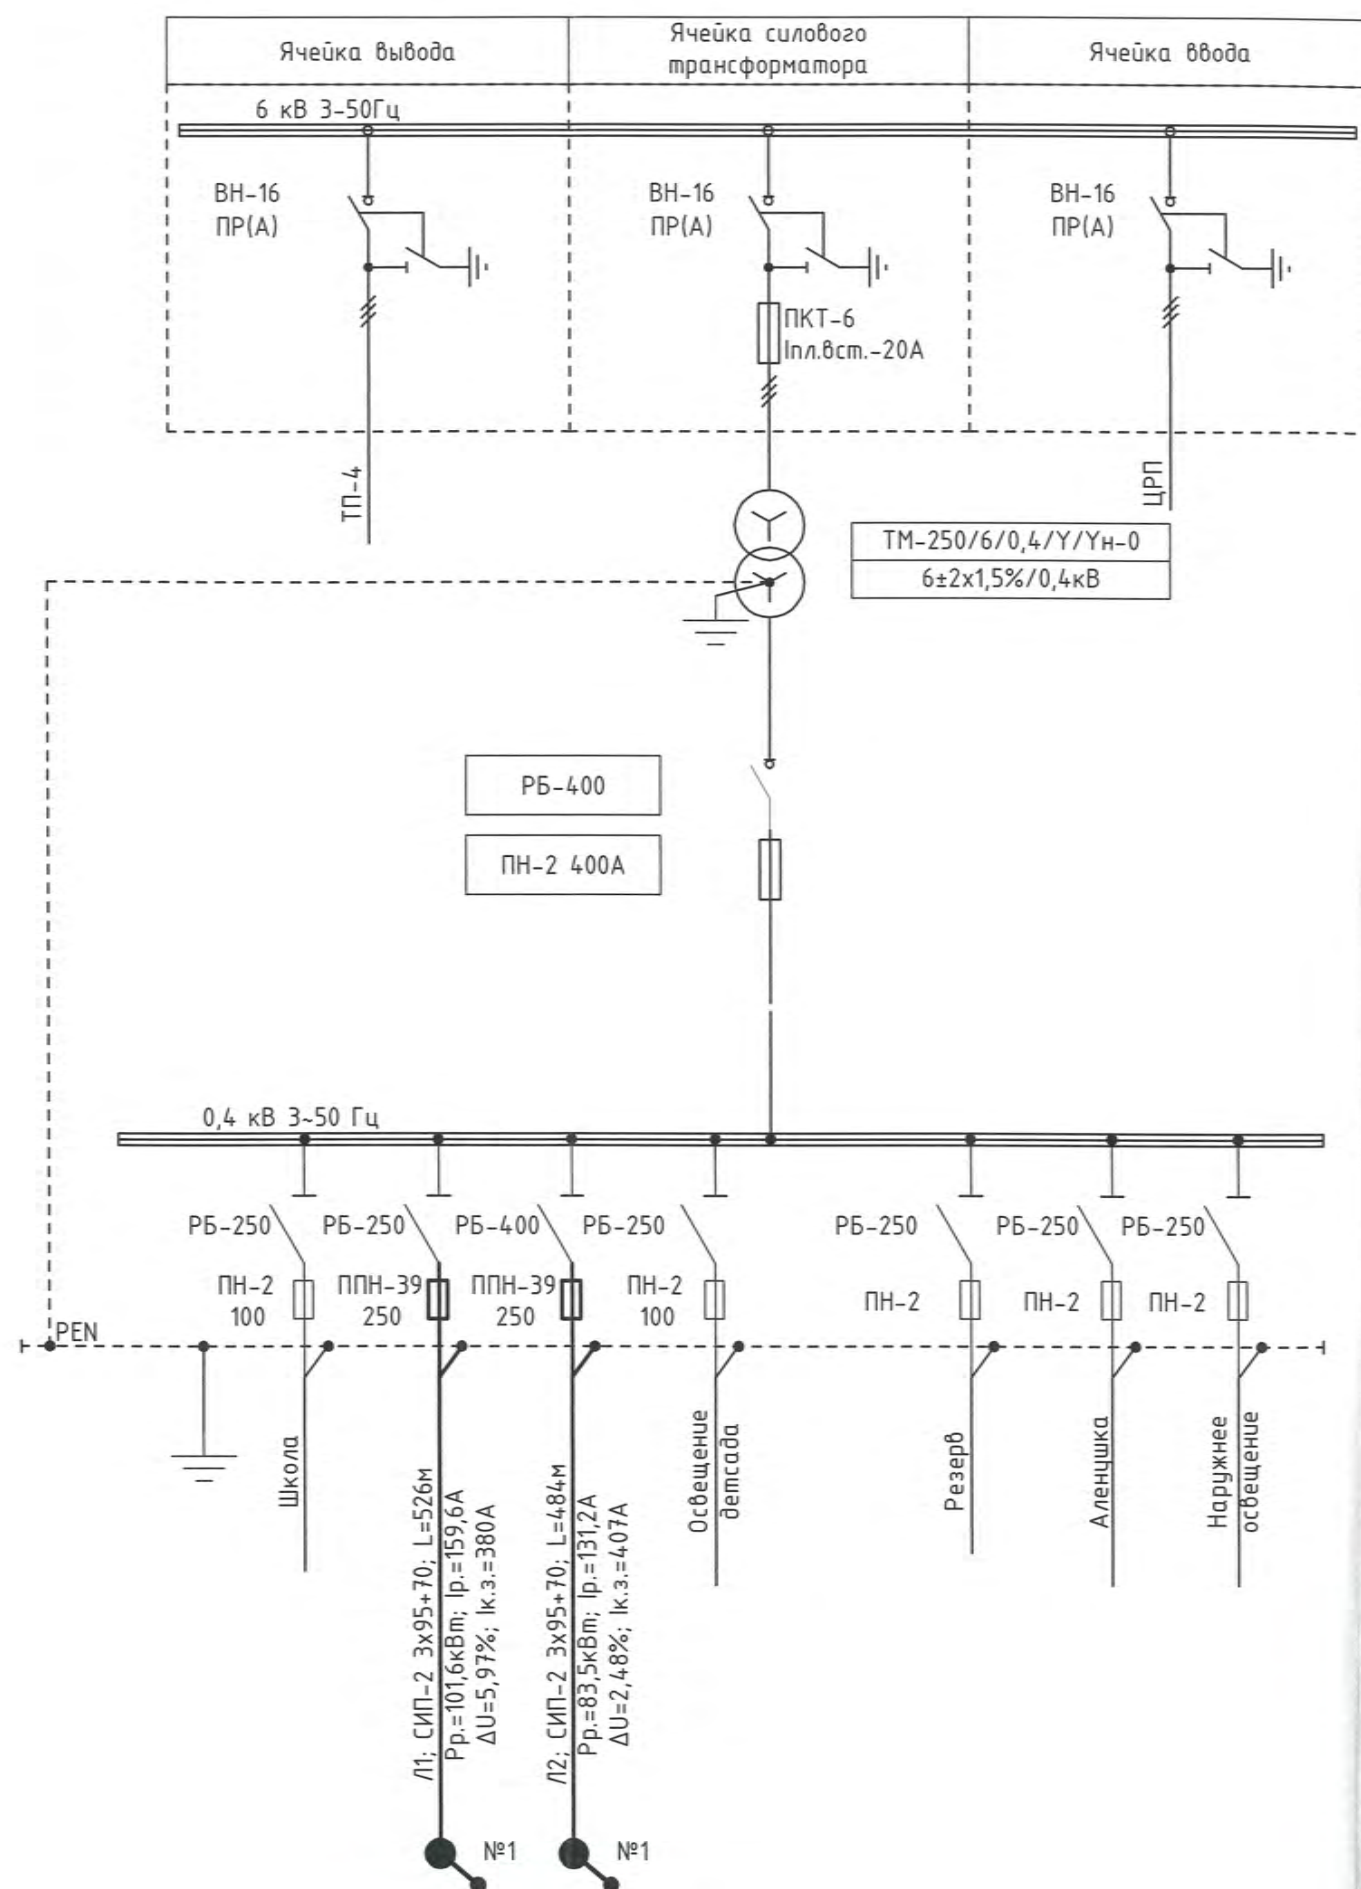 Ячейка вывода
Ячейка силового
трансформатора
Ячейка ввода
6 кВ 3-50Гц
ВН-16
ПР(А)
ВН-16
ПР(А)
ВН-16
ПР(А)
ПКТ-6
Iпл.вст.-20А
ТП-4
ЦРП
ТМ-250/6/0,4/Y/Yн-0
6±2х1,5%/0,4кВ
РБ-400
ПН-2 400А
0,4 кВ 3~50 Гц
РБ-250
РБ-250
РБ-400
РБ-250
РБ-250
РБ-250
РБ-250
ПН-2
100
ППН-39
250
ППН-39
250
ПН-2
100
ПН-2
ПН-2
ПН-2
PEN
Школа
Л1; СИП-2 3х95+70; L=526м
Рр.=101,6кВт; Iр.=159,6А
ΔU=5,97%; Iк.з.=380А
Л2; СИП-2 3х95+70; L=484м
Рр.=83,5кВт; Iр.=131,2А
ΔU=2,48%; Iк.з.=407А
Освещение
детсада
Резерв
Аленушка
Наружнее
освещение
№1
№1